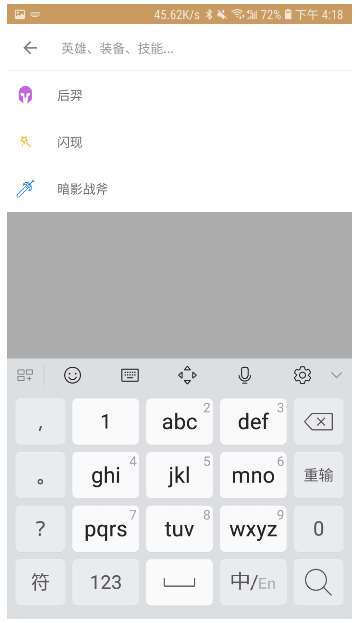 45.62K/s 72% 下午 4:18
英雄、装备、技能...
后羿
闪现
暗影战斧
, 1 abc 2 def 3
。 ghi 4 jkl 5 mno 6 重输
? pqrs 7 tuv 8 wxyz 9 0
符 123 中/En